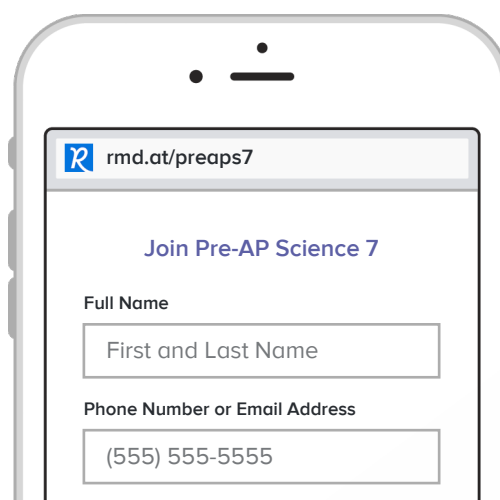 R rmd.at/preaps7
Join Pre-AP Science 7
Full Name
First and Last Name
Phone Number or Email Address
(555) 555-5555